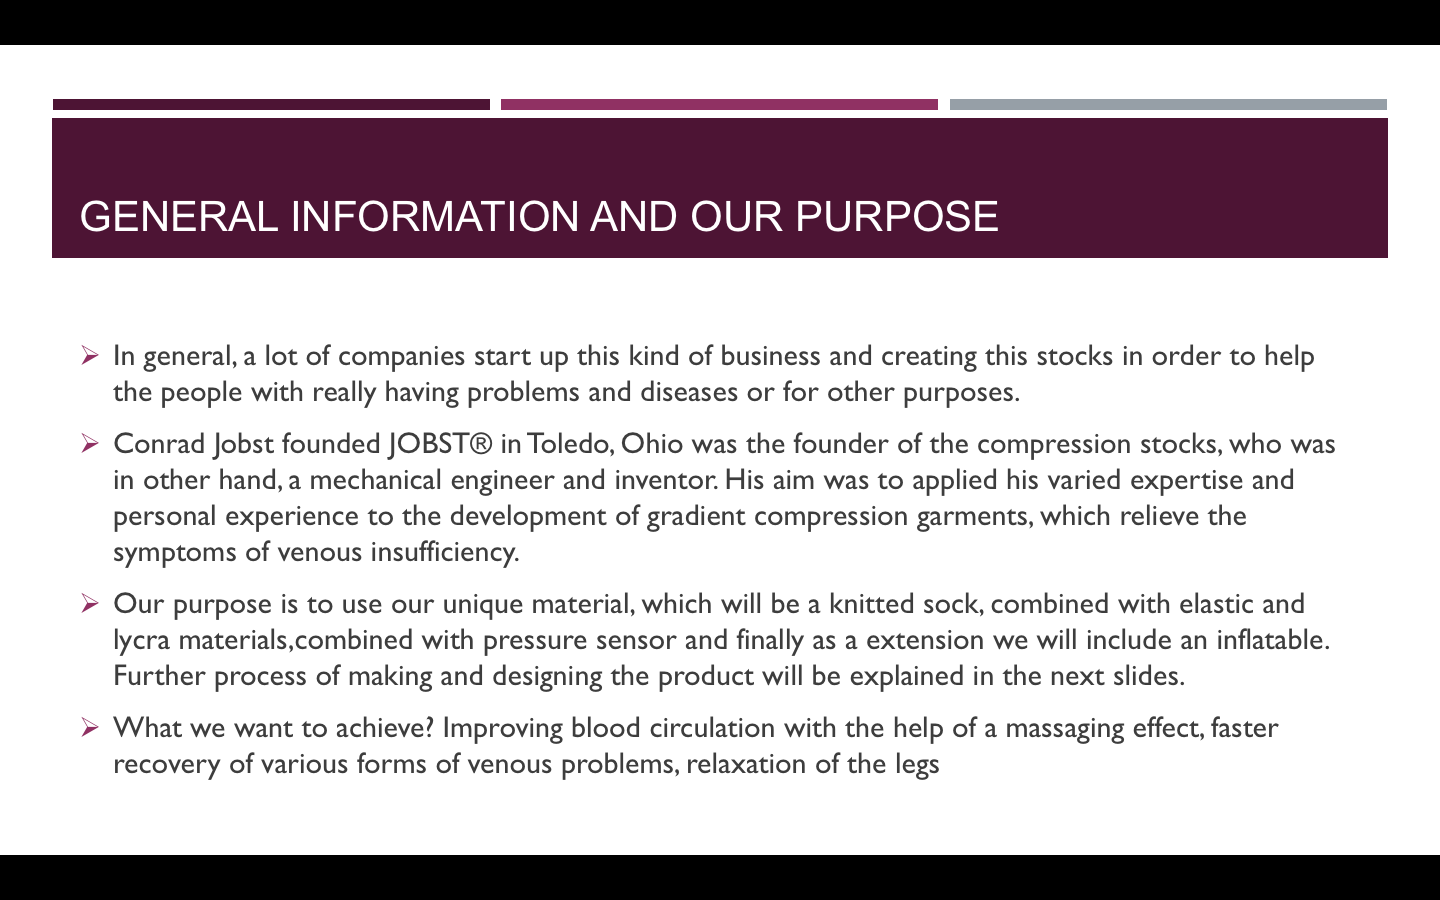 GENERAL INFORMATION AND OUR PURPOSE
In general, a lot of companies start up this kind of business and creating this stocks in order to help
the people with really having problems and diseases or for other purposes.
Conrad Jobst founded JOBST® in Toledo, Ohio was the founder of the compression stocks, who was
in other hand, a mechanical engineer and inventor. His aim was to applied his varied expertise and
personal experience to the development of gradient compression garments, which relieve the
symptoms of venous insufficiency.
Our purpose is to use our unique material, which will be a knitted sock, combined with elastic and
lycra materials,combined with pressure sensor and finally as a extension we will include an inflatable.
Further process of making and designing the product will be explained in the next slides.
What we want to achieve? Improving blood circulation with the help of a massaging effect, faster
recovery of various forms of venous problems, relaxation of the legs